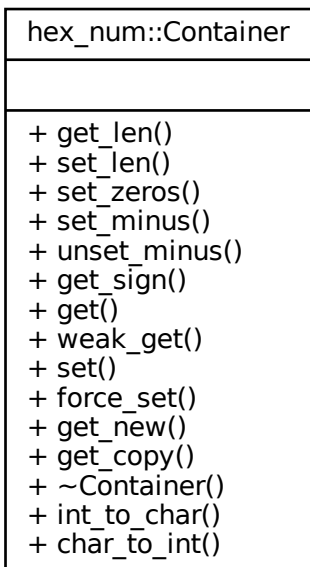 hex_num::Container
+ get_len()
+ set_len()
+ set_zeros()
+ set_minus()
+ unset_minus()
+ get_sign()
+ get()
+ weak_get()
+ set()
+ force_set()
+ get_new()
+ get_copy()
+ ~Container()
+ int_to_char()
+ char_to_int()